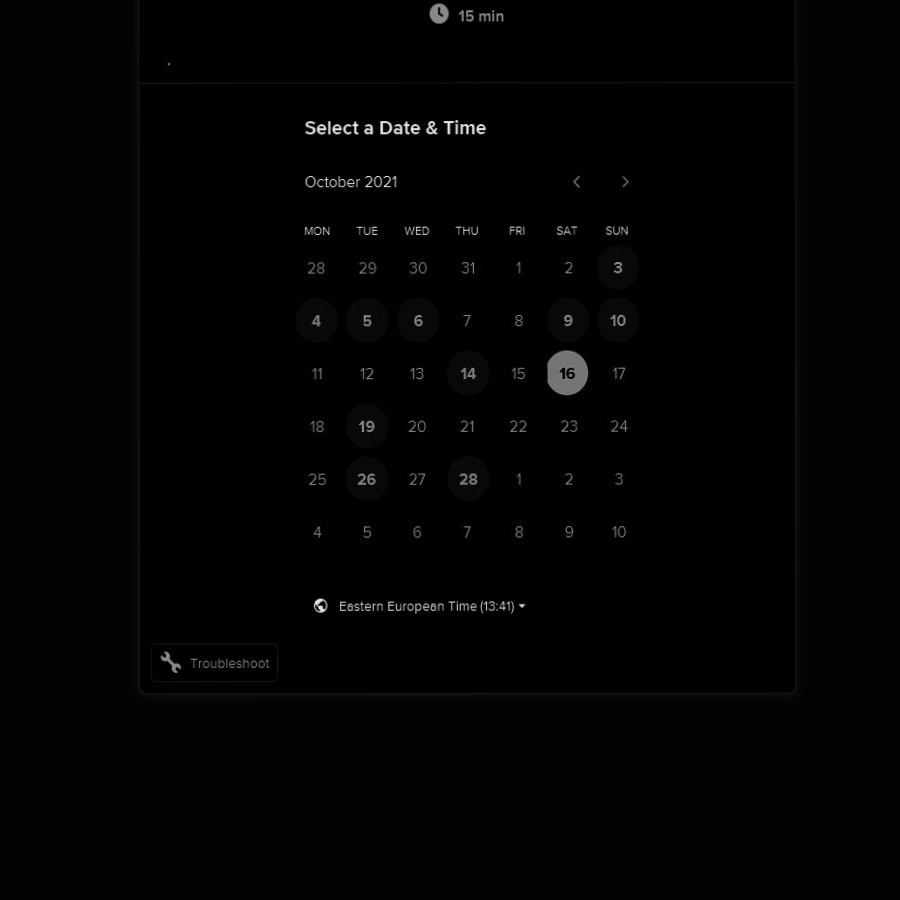 15 min
.
Select a Date & Time
October 2021
MON TUE WED THU FRI SAT SUN
28 29 30 31 1 2 3
4 5 6 7 8 9 10
11 12 13 14 15 16 17
18 19 20 21 22 23 24
25 26 27 28 1 2 3
4 5 6 7 8 9 10
Eastern European Time (13:41)
Troubleshoot